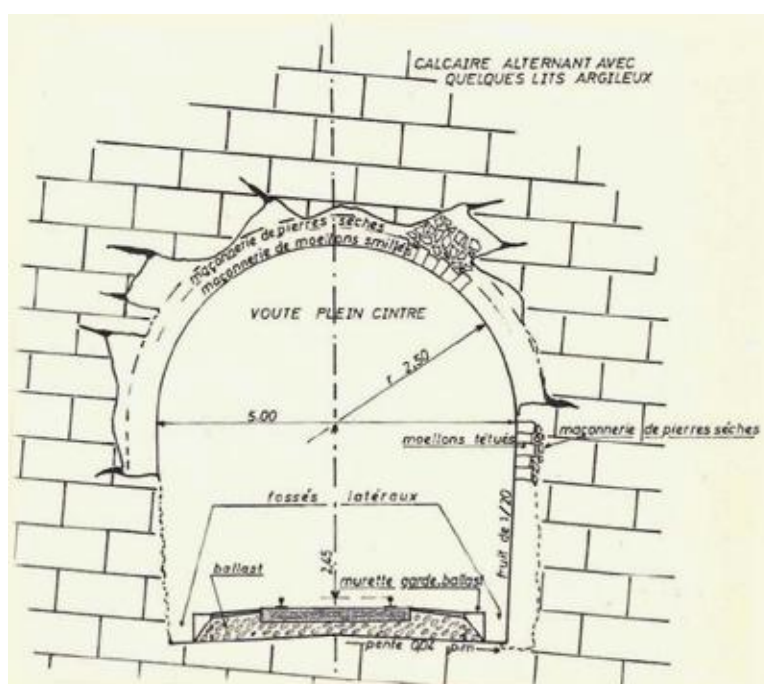 CALCAIRE ALTERNANT AVEC
QUELQUES LITS ARGILEUX
maçonnerie de pierres sèches
maçonnerie de moellons smillés
VOUTE PLEIN CINTRE
r 2,50
5.00
moellons têtués
maçonnerie de pierres séches
fossés latéraux
fruit de 1/20
2,45
ballast
murette garde.ballast
pente 0,02 p.m